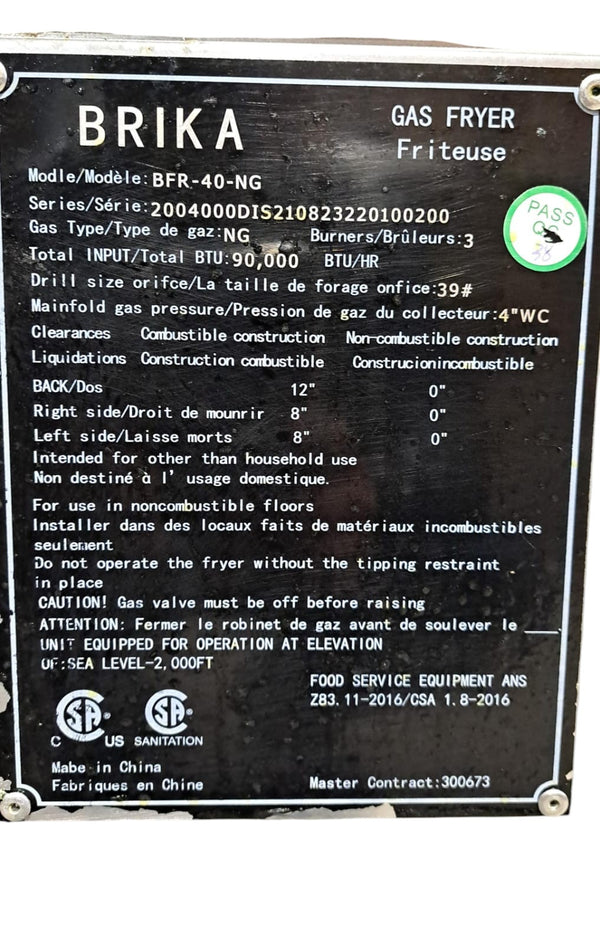 BRIKA
GAS FRYER
Friteuse
Modle/Modèle:BFR-40-NG
Series/Série:2004000DIS210823220100200
Gas Type/Type de gaz:NG Burners/Brûleurs:3
PASS
QC
38
Total INPUT/Total BTU:90,000 BTU/HR
Drill size orifce/La taille de forage onfice:39#
Mainfold gas pressure/Pression de gaz du collecteur:4"WC
Clearances Combustible construction Non-combustible construction
Liquidations Construction combustible Construcionincombustible
BACK/Dos 12" 0"
Right side/Droit de mounrir 8" 0"
Left side/Laisse morts 8" 0"
Intended for other than household use
Non destiné à l' usage domestique.
For use in noncombustible floors
Installer dans des locaux faits de matériaux incombustibles
seulement
Do not operate the fryer without the tipping restraint
in place
CAUTION! Gas valve must be off before raising
ATTENTION: Fermer le robinet de gaz avant de soulever le ____
UNIT EQUIPPED FOR OPERATION AT ELEVATION
OF:SEA LEVEL-2,000FT
FOOD SERVICE EQUIPMENT ANS
Z83.11-2016/CSA 1.8-2016
SA® SA®
C US SANITATION
Mabe in China
Fabriques en Chine
Master Contract:300673